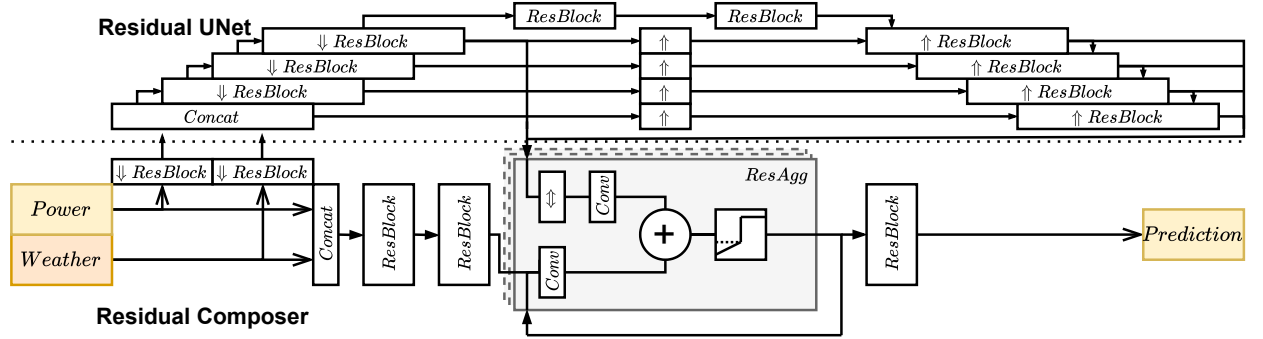 Residual UNet
ResBlock
ResBlock
⇓ ResBlock
⇑
⇑ ResBlock
⇓ ResBlock
⇑
⇑ ResBlock
⇓ ResBlock
⇑
⇑ ResBlock
Concat
⇑
⇑ ResBlock
⇓ ResBlock
⇓ ResBlock
Power
Weather
Concat
ResBlock
ResBlock
ResAgg
⇕
Conv
Conv
+
ResBlock
Prediction
Residual Composer